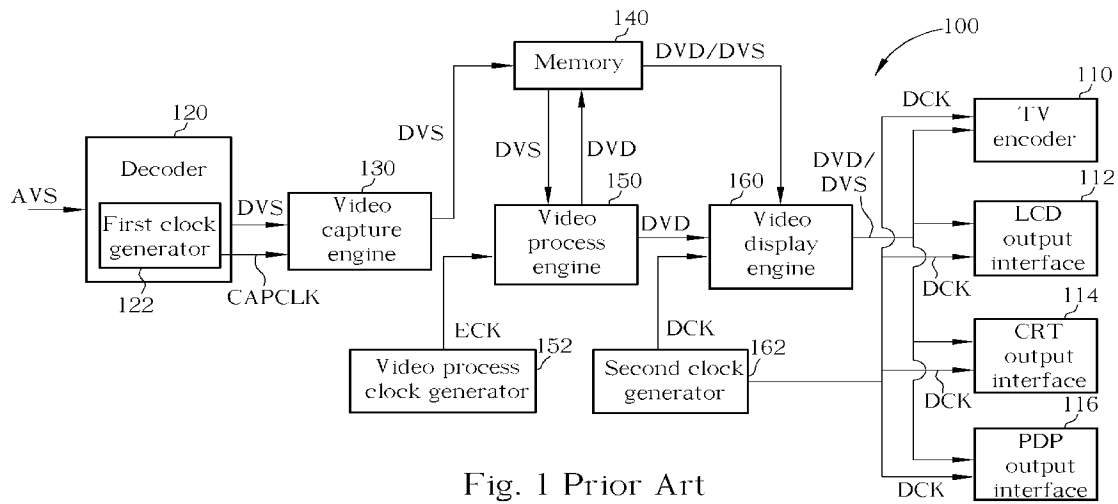 140
Memory
DVD/DVS
100
110
DCK
TV
encoder
120
Decoder
DVS
DVS
DVD
DVD/
DVS
AVS
First clock
generator
122
DVS
CAPCLK
130
Video
capture
engine
150
Video
process
engine
DVD
160
Video
display
engine
112
LCD
output
interface
DCK
ECK
152
Video process
clock generator
DCK
162
Second clock
generator
114
CRT
output
interface
DCK
116
PDP
output
interface
DCK
Fig. 1 Prior Art